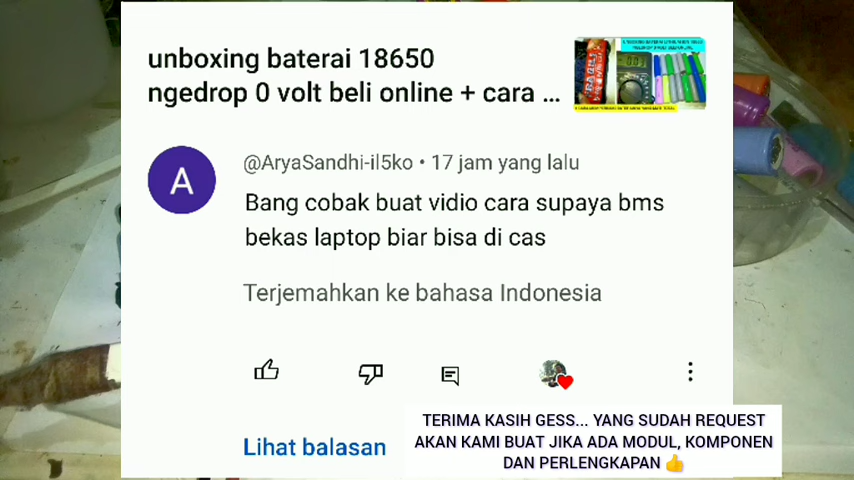 unboxing baterai 18650
ngedrop 0 volt beli online + cara ...
A
@AryaSandhi-il5ko • 17 jam yang lalu
Bang cobak buat vidio cara supaya bms
bekas laptop biar bisa di cas
Terjemahkan ke bahasa Indonesia
Lihat balasan
TERIMA KASIH GESS... YANG SUDAH REQUEST
AKAN KAMI BUAT JIKA ADA MODUL, KOMPONEN
DAN PERLENGKAPAN 👍